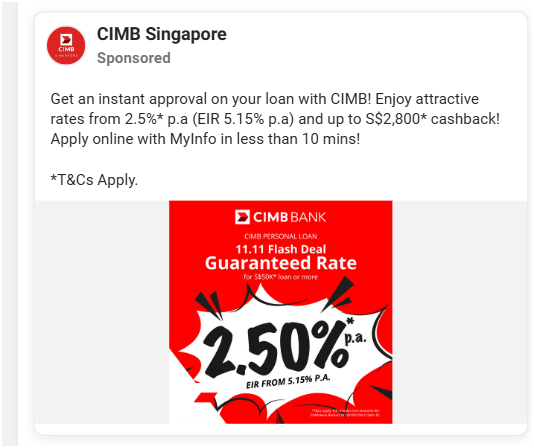 CIMB Singapore
Sponsored
Get an instant approval on your loan with CIMB! Enjoy attractive
rates from 2.5%* p.a (EIR 5.15% p.a) and up to S$2,800* cashback!
Apply online with MyInfo in less than 10 mins!
*T&Cs Apply.
CIMB BANK
CIMB PERSONAL LOAN
11.11 Flash Deal
Guaranteed Rate
for S$50K* loan or more
2.50%* p.a.
EIR FROM 5.15% P.A.